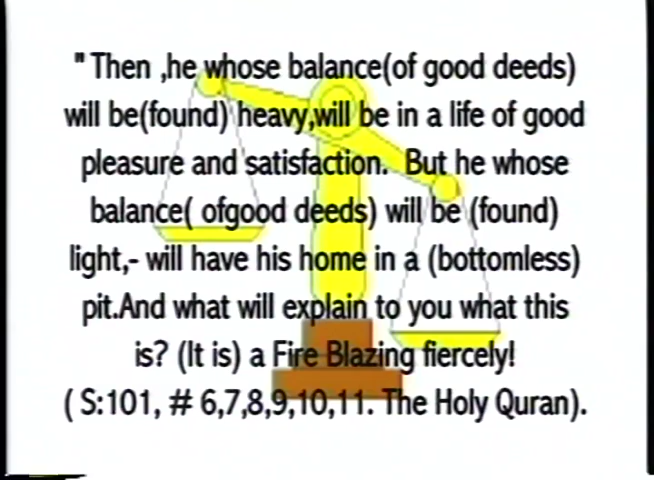 " Then ,he whose balance(of good deeds)
will be(found) heavy,will be in a life of good
pleasure and satisfaction.  But he whose
balance( ofgood deeds) will be (found)
light,- will have his home in a (bottomless)
pit.And what will explain to you what this
is? (It is) a Fire Blazing fiercely!
( S:101, # 6,7,8,9,10,11. The Holy Quran).